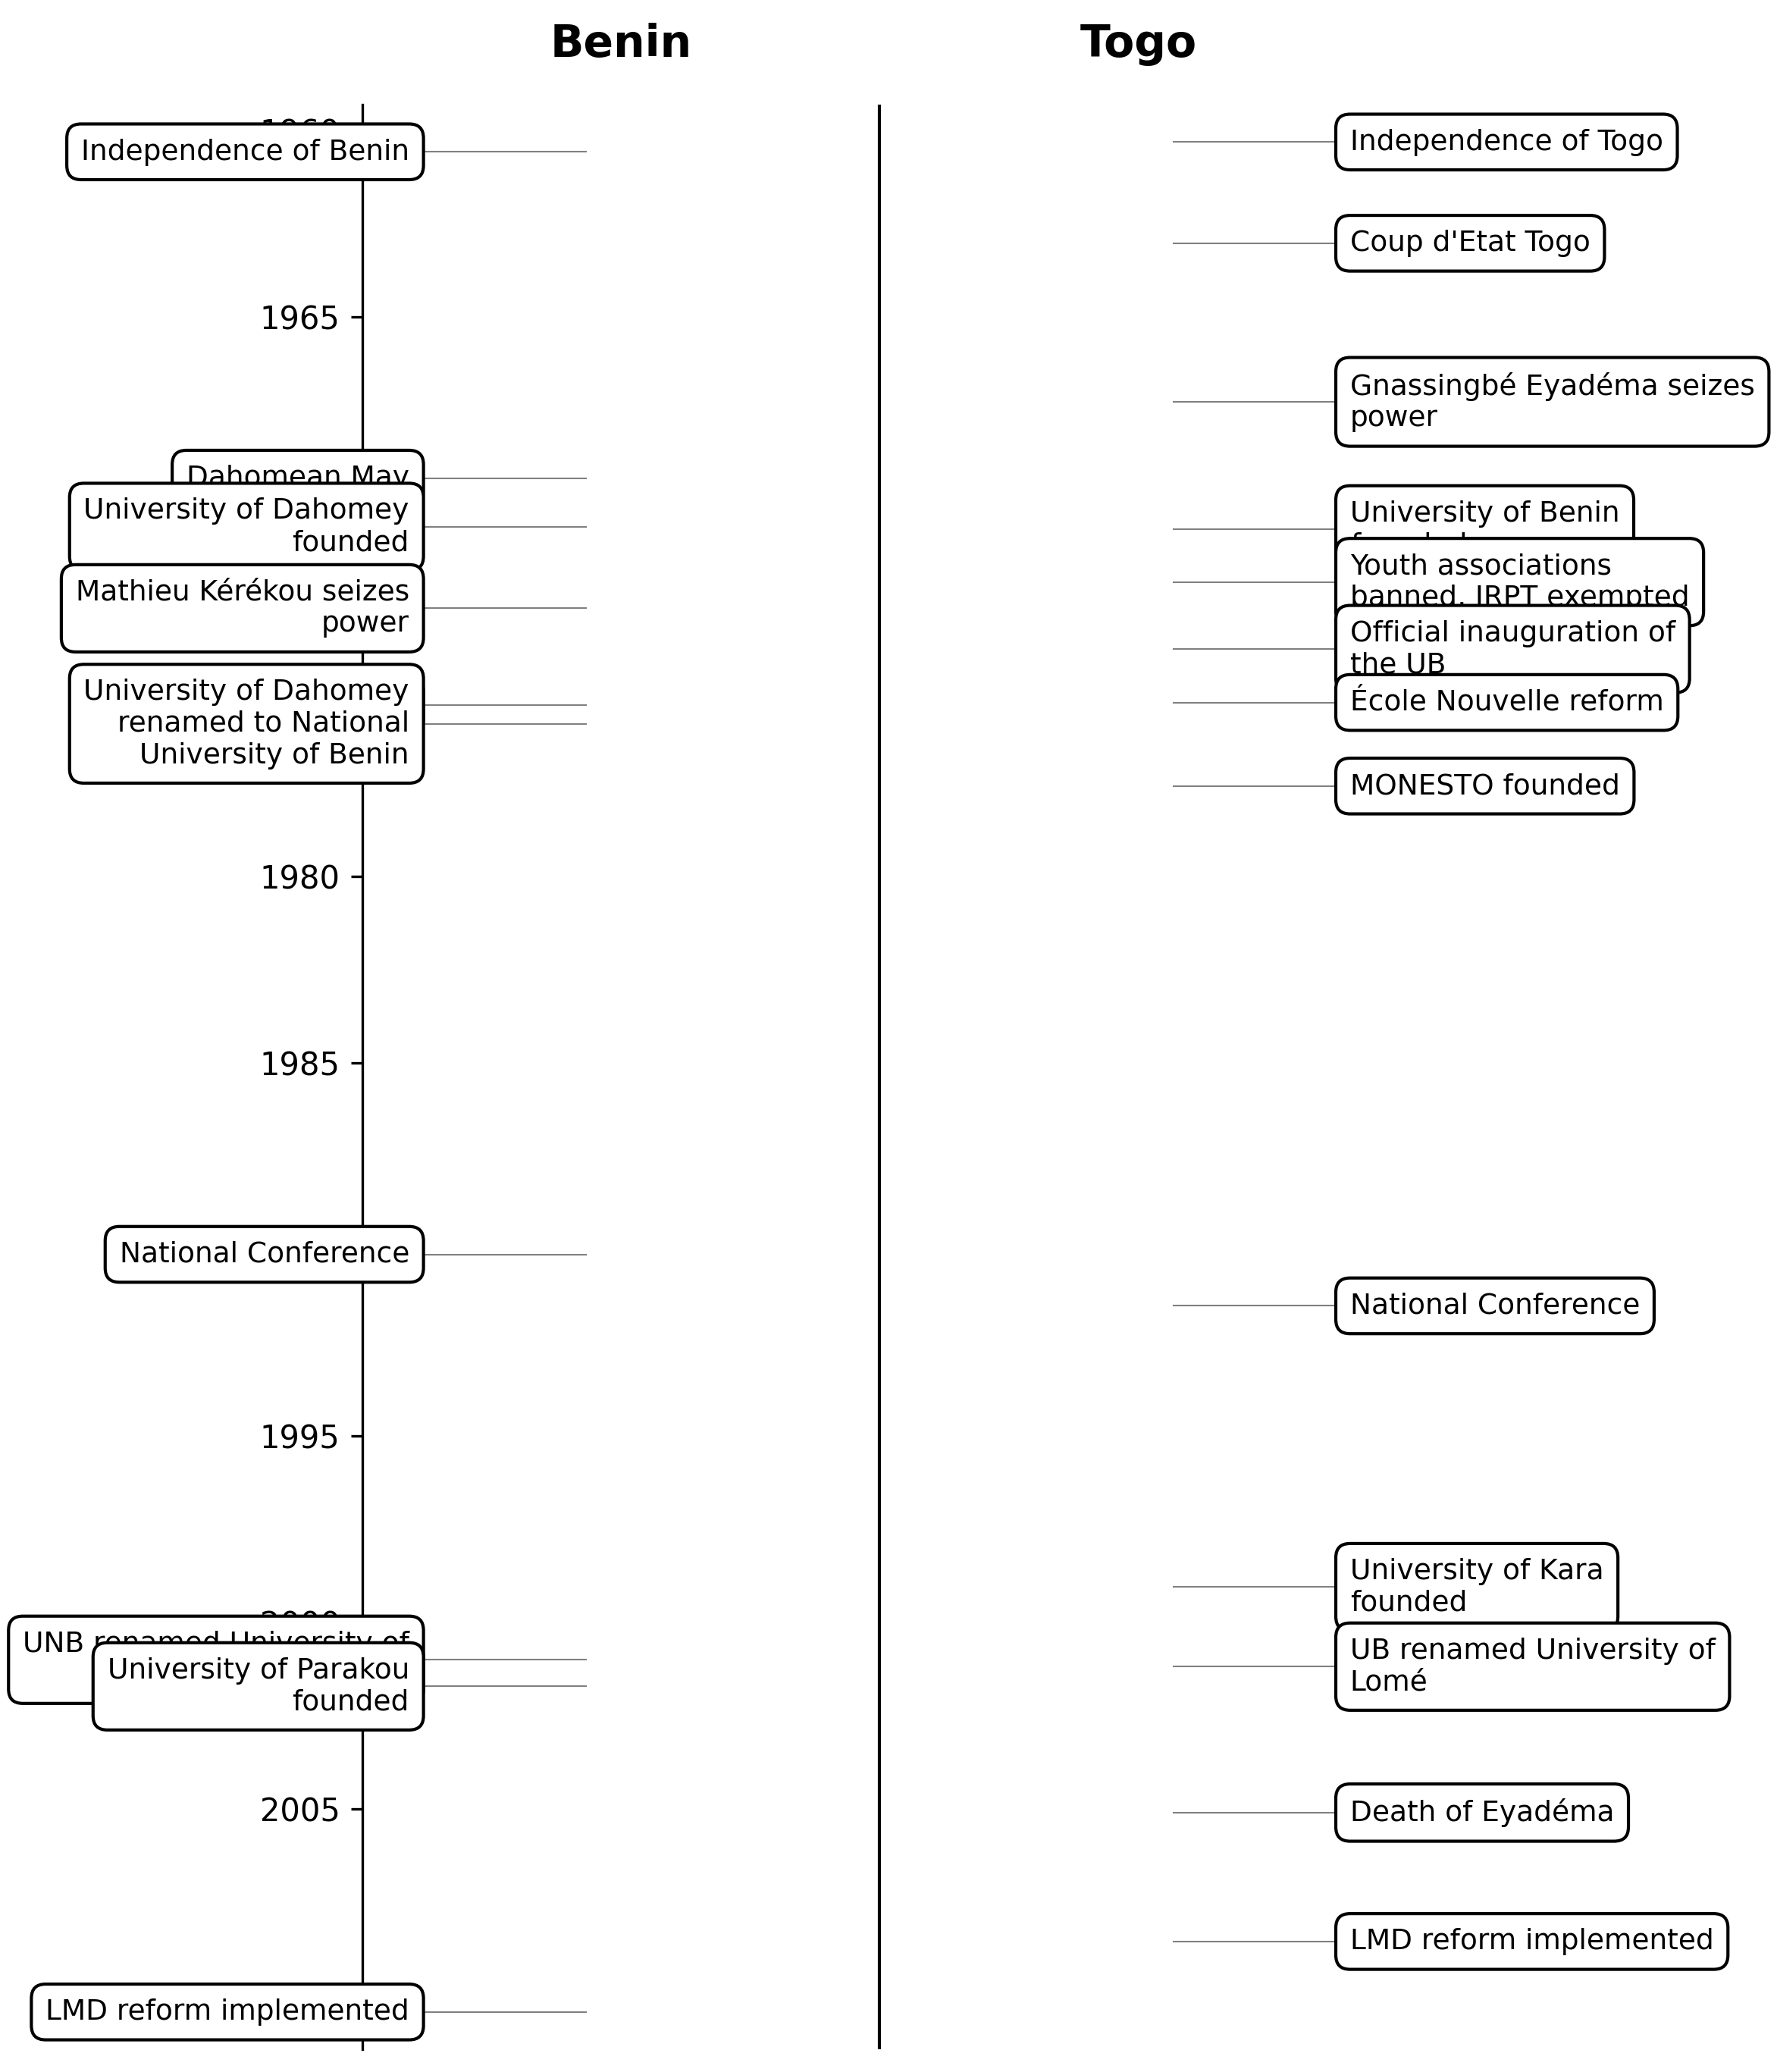 Benin
Togo
1960
Independence of Benin
1965
Dahomean May
University of Dahomey
founded
Mathieu Kérékou seizes
power
University of Dahomey
renamed to National
University of Benin
1980
1985
National Conference
1995
UNB renamed University of
University of Parakou
founded
2005
LMD reform implemented
Independence of Togo
Coup d'Etat Togo
Gnassingbé Eyadéma seizes
power
University of Benin
Youth associations
banned, IRPT exempted
Official inauguration of
the UB
École Nouvelle reform
MONESTO founded
National Conference
University of Kara
founded
UB renamed University of
Lomé
Death of Eyadéma
LMD reform implemented